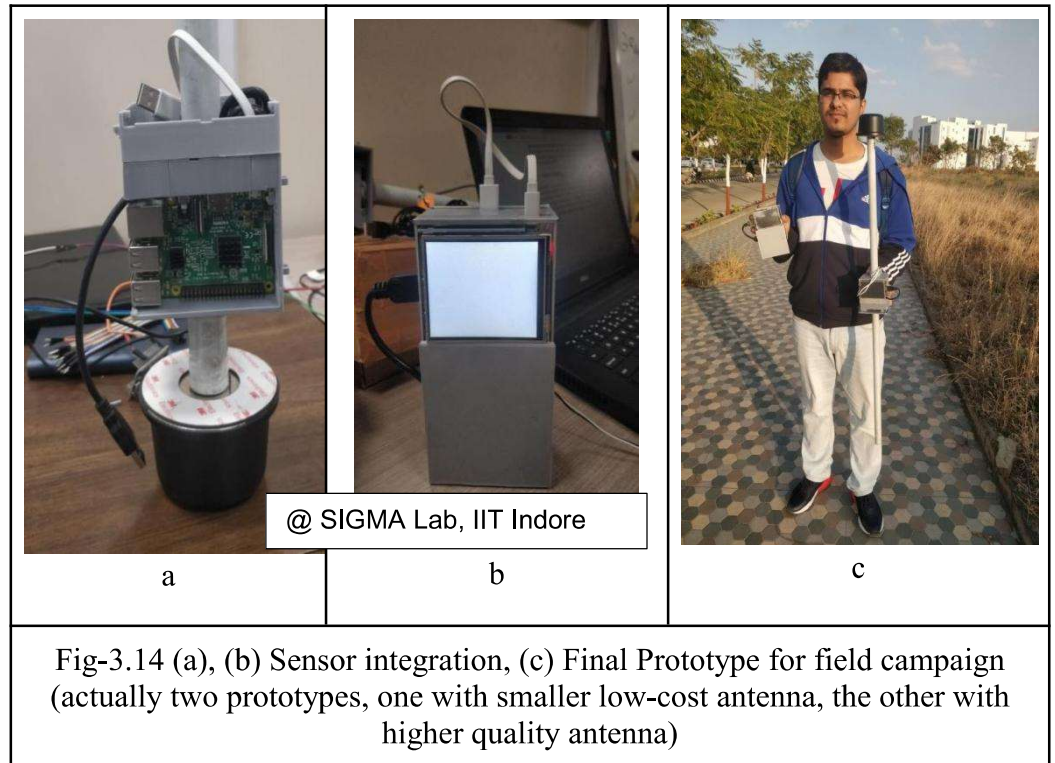 @ SIGMA Lab, IIT Indore
a
b
c
Fig-3.14 (a), (b) Sensor integration, (c) Final Prototype for field campaign
(actually two prototypes, one with smaller low-cost antenna, the other with
higher quality antenna)